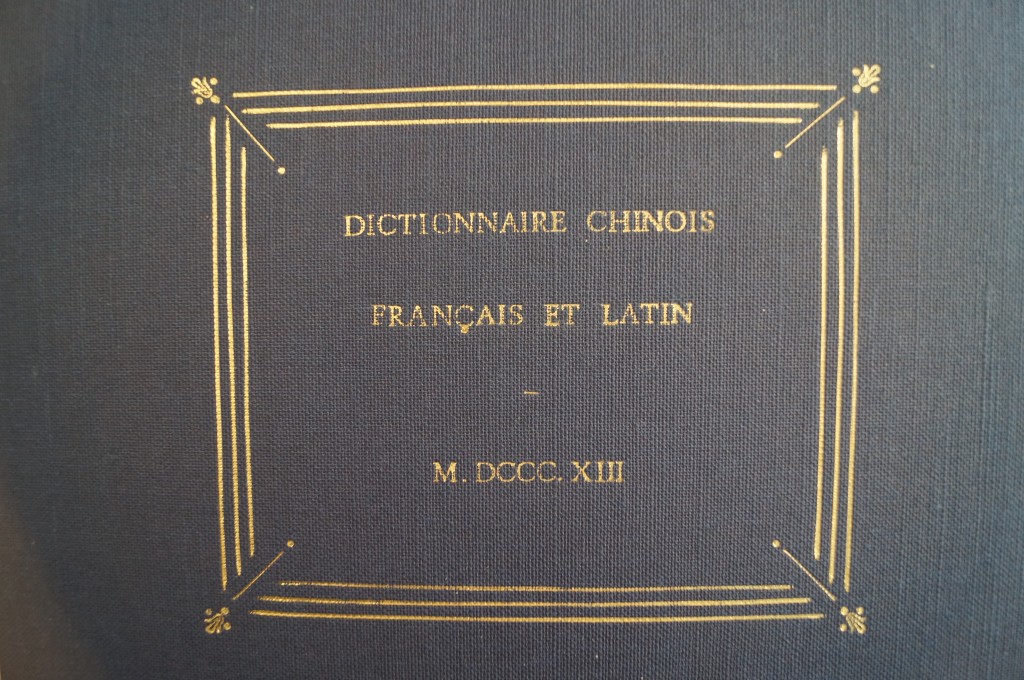 DICTIONNAIRE CHINOIS
FRANÇAIS ET LATIN
–
M. DCCC. XIII